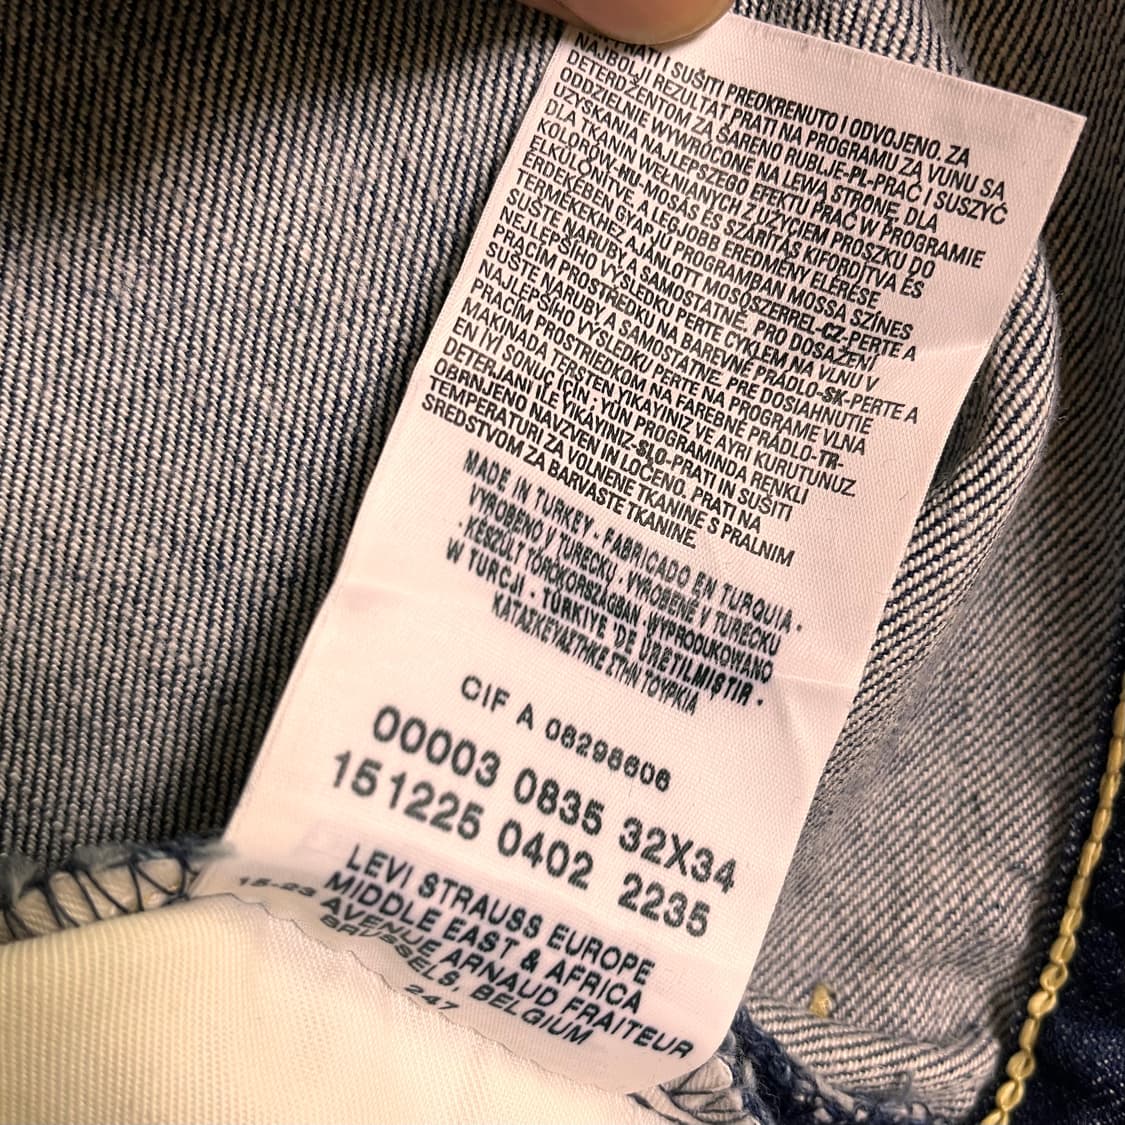 PRATI I SUŠITI PREOKRENUTO I ODVOJENO. ZA
NAJBOLJI REZULTAT PRATI NA PROGRAMU ZA VUNU SA
DETERDŽENTOM ZA ŠARENO RUBLJE-PL-PRAĆ I SUSZYĆ
ODDZIELNIE WYWRÓCONE NA LEWĄ STRONĘ, DLA
UZYSKANIA NAJLEPSZEGO EFEKTU PRAĆ W PROGRAMIE
DLA TKANIN WEŁNIANYCH Z UŻYCIEM PROSZKU DO
KOLORÓW-HU-MOSÁS ÉS SZÁRÍTÁS KIFORDÍTVA ÉS
ELKÜLÖNÍTVE, A LEGJOBB EREDMÉNY ELÉRÉSE
ÉRDEKÉBEN GYAPJÚ PROGRAMBAN MOSSA SZÍNES
TERMÉKEKHEZ AJÁNLOTT MOSÓSZERREL-CZ-PERTE A
SUŠTE NARUBY A SAMOSTATNĚ, PRO DOSAŽENÍ
NEJLEPŠÍHO VÝSLEDKU PERTE CYKLEM NA VLNU V
PRACÍM PROSTŘEDKU NA BAREVNÉ PRÁDLO-SK-PERTE A
SUŠTE NARUBY A SAMOSTATNE, PRE DOSIAHNUTIE
NAJLEPŠIEHO VÝSLEDKU PERTE NA PROGRAME VLNA
PRACÍM PROSTRIEDKOM NA FAREBNÉ PRÁDLO-TR-
MAKİNADA TERSTEN YIKAYINIZ VE AYRI KURUTUNUZ.
EN İYİ SONUÇ İÇİN - YÜN PROGRAMINDA RENKLİ
DETERJANI İLE YIKAYINIZ-SLO-PRATI IN SUŠITI
OBRNJENO NAVZVEN IN LOČENO. PRATI NA
TEMPERATURI ZA VOLNENE TKANINE S PRALNIM
SREDSTVOM ZA BARVASTE TKANINE.
MADE IN TURKEY · FABRICADO EN TURQUIA ·
VYROBENO V TURECKU · VYROBENÉ V TURECKU
· KÉSZÜLT TÖRÖKORSZÁGBAN · WYPRODUKOWANO
W TURCJI · TÜRKİYE 'DE ÜRETİLMİŞTİR ·
ΚΑΤΑΣΚΕΥΑΣΤΗΚΕ ΣΤΗΝ ΤΟΥΡΚΙΑ
CIF A 08298606
00003 0835 32X34
151225 0402 2235
LEVI STRAUSS EUROPE
MIDDLE EAST & AFRICA
AVENUE ARNAUD FRAITEUR
15-23
BRUSSELS, BELGIUM
247